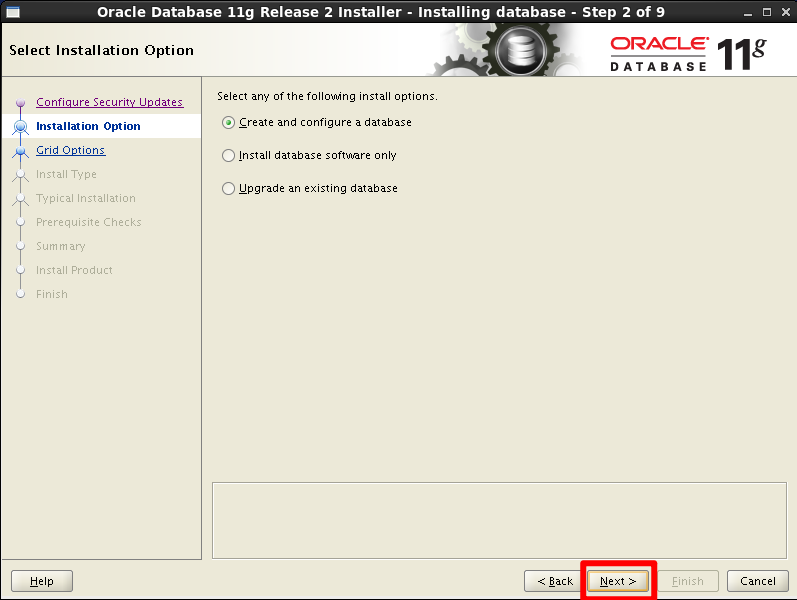 Oracle Database 11g Release 2 Installer - Installing database - Step 2 of 9
Select Installation Option
ORACLE
DATABASE
11g
Configure Security Updates
Installation Option
Grid Options
Install Type
Typical Installation
Prerequisite Checks
Summary
Install Product
Finish
Select any of the following install options.
Create and configure a database
Install database software only
Upgrade an existing database
Help
< Back
Next >
Finish
Cancel